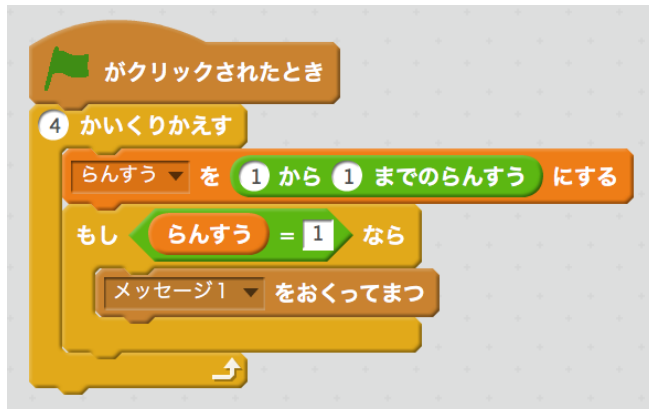 がクリックされたとき
4 かいくりかえす
らんすう を 1 から 1 までのらんすう にする
もし らんすう = 1 なら
メッセージ1 をおくってまつ